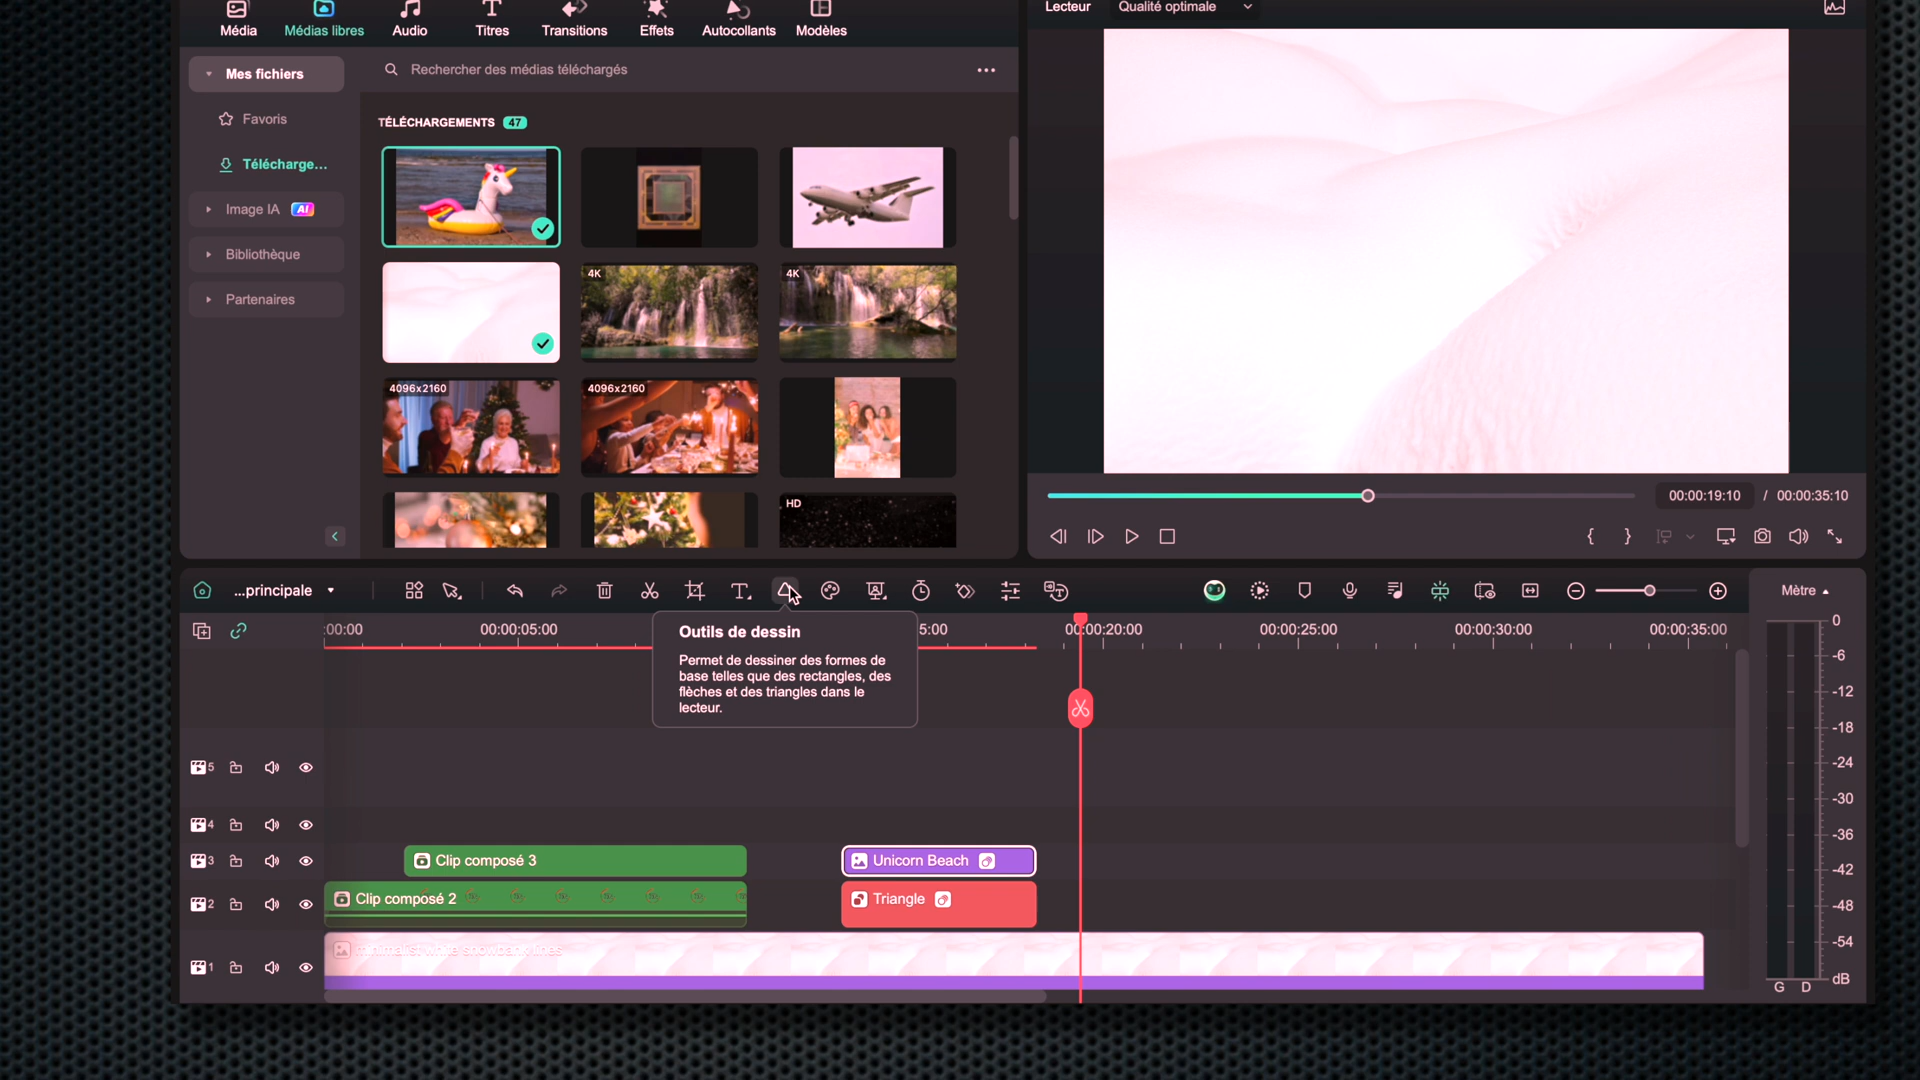 Média
Médias libres
Audio
Titres
Transitions
Effets
Autocollants
Modèles
Lecteur
Qualité optimale
Mes fichiers
Rechercher des médias téléchargés
Favoris
TÉLÉCHARGEMENTS 47
Télécharge...
Image IA AI
Bibliothèque
Partenaires
4K
4K
4096x2160
4096x2160
HD
00:00:19:10 / 00:00:35:10
...principale
Mètre
:00:00
00:00:05:00
5:00
00:00:20:00
00:00:25:00
00:00:30:00
00:00:35:00
Outils de dessin
Permet de dessiner des formes de
base telles que des rectangles, des
flèches et des triangles dans le
lecteur.
5
4
3
Clip composé 3
Unicorn Beach
2
Clip composé 2
Triangle
1
minimalist white snowbank lines
0
-6
-12
-18
-24
-30
-36
-42
-48
-54
dB
G D